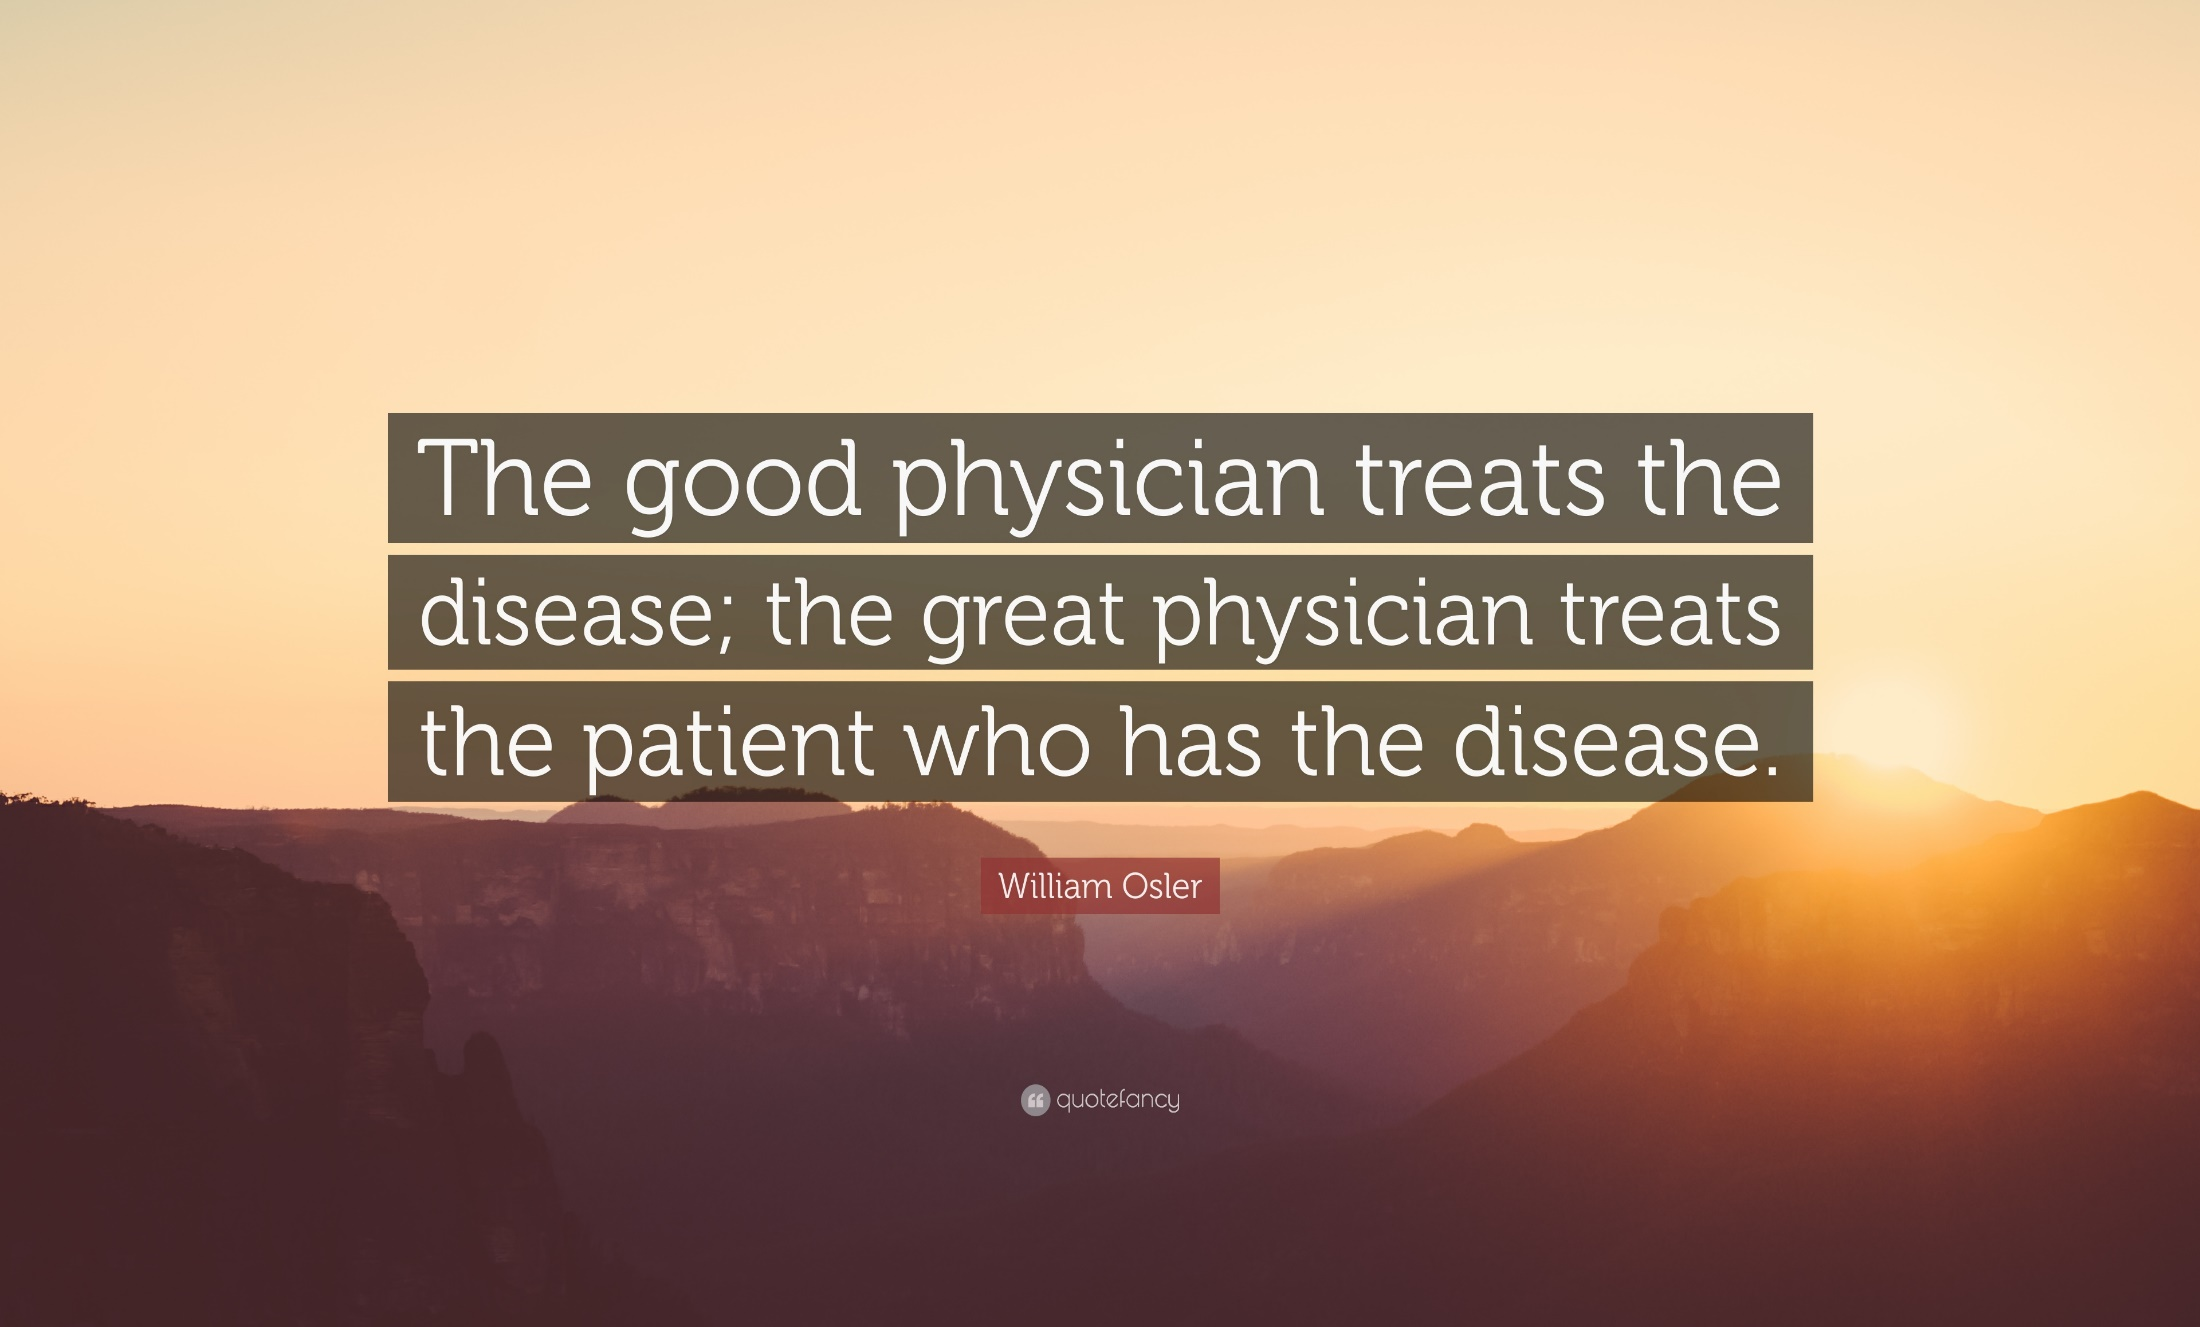 The good physician treats the
disease; the great physician treats
the patient who has the disease.
William Osler
quotefancy